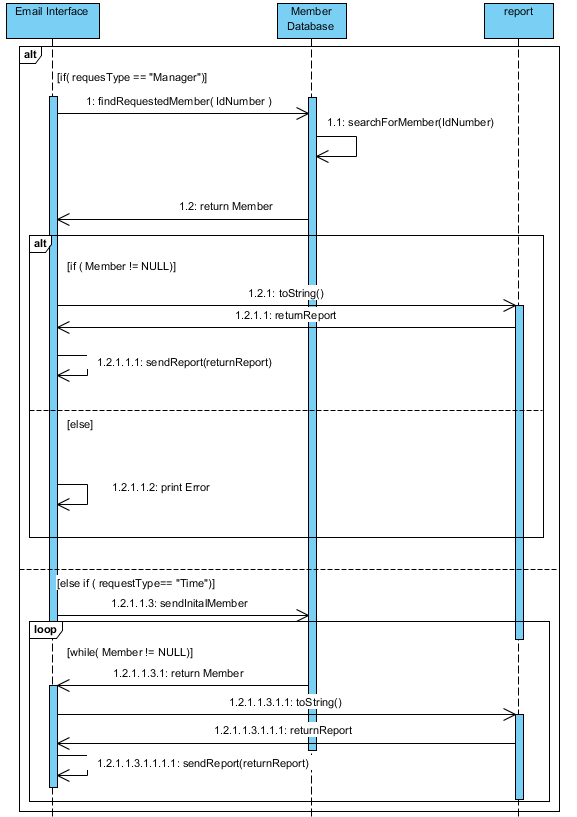 Email Interface
Member
Database
report
alt
[if( requesType == "Manager")]
1: findRequestedMember( IdNumber )
1.1: searchForMember(IdNumber)
1.2: return Member
alt
[if ( Member != NULL)]
1.2.1: toString()
1.2.1.1: returnReport
1.2.1.1.1: sendReport(returnReport)
[else]
1.2.1.1.2: print Error
[else if ( requestType== "Time")]
1.2.1.1.3: sendInitalMember
loop
[while( Member != NULL)]
1.2.1.1.3.1: return Member
1.2.1.1.3.1.1: toString()
1.2.1.1.3.1.1.1: returnReport
1.2.1.1.3.1.1.1.1: sendReport(returnReport)